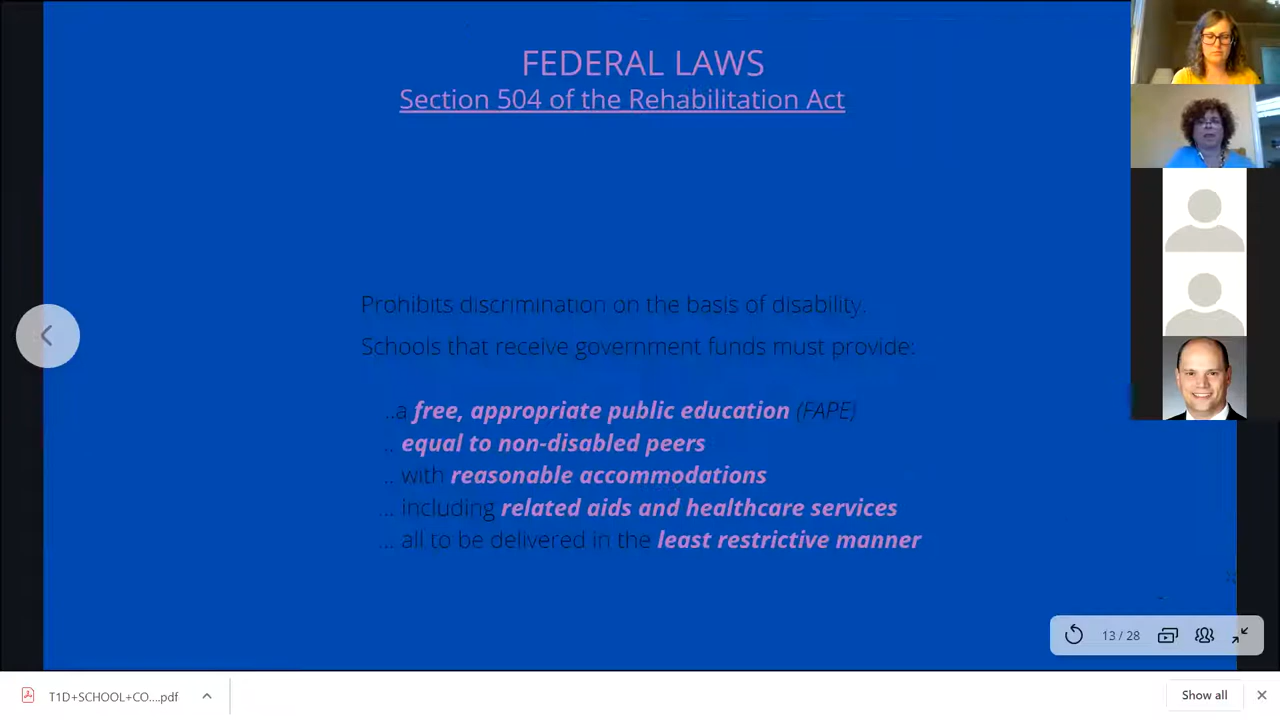 FEDERAL LAWS
Section 504 of the Rehabilitation Act
Prohibits discrimination on the basis of disability.
Schools that receive government funds must provide:
..a free, appropriate public education (FAPE)
.. equal to non-disabled peers
.. with reasonable accommodations
... including related aids and healthcare services
... all to be delivered in the least restrictive manner
13 / 28
T1D+SCHOOL+CO....pdf
Show all